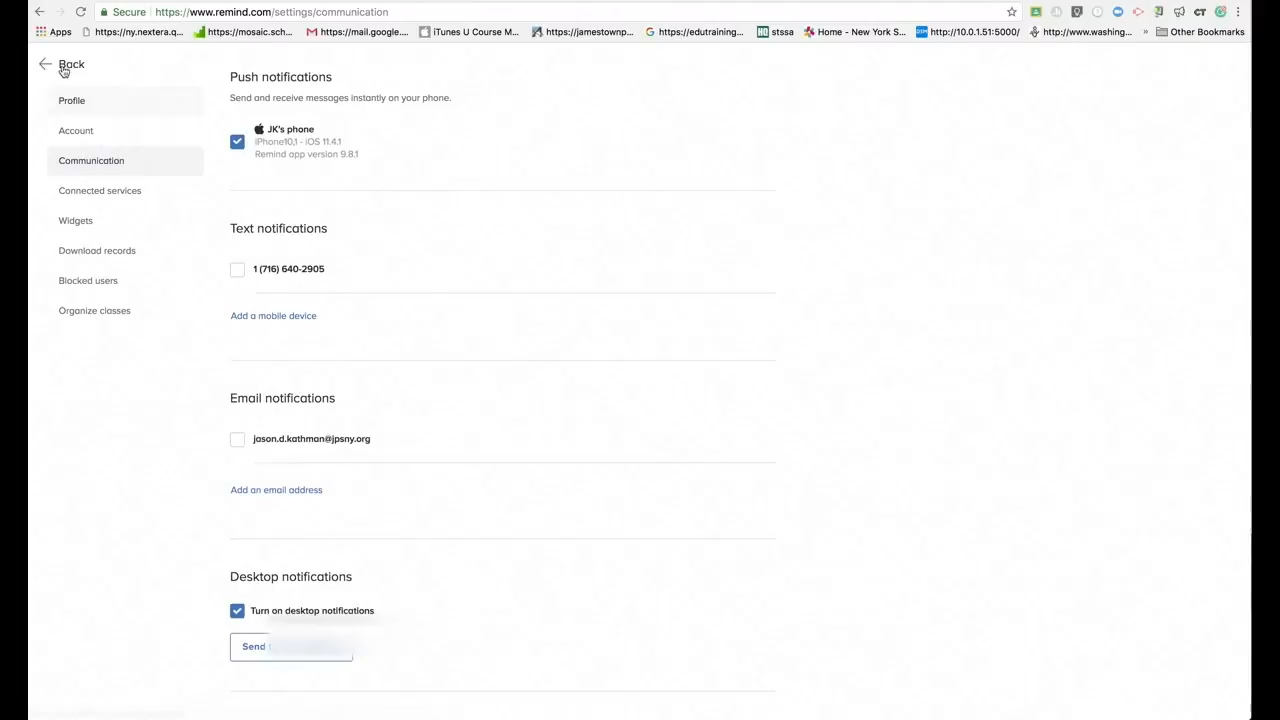 Secure https://www.remind.com/settings/communication
Apps https://ny.nextera.q... https://mosaic.sch... https://mail.google.... iTunes U Course M... https://jamestownp... https://edutraining... HQ stssa Home - New York S... DSM http://10.0.1.51:5000/ http://www.washing... » Other Bookmarks
Back
Profile
Account
Communication
Connected services
Widgets
Download records
Blocked users
Organize classes
Push notifications
Send and receive messages instantly on your phone.
JK's phone
iPhone10,1 - iOS 11.4.1
Remind app version 9.8.1
Text notifications
1 (716) 640-2905
Add a mobile device
Email notifications
jason.d.kathman@jpsny.org
Add an email address
Desktop notifications
Turn on desktop notifications
Send